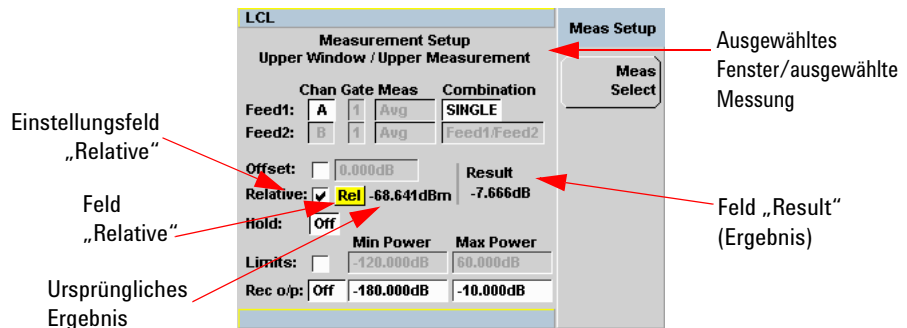 LCL
Meas Setup
Measurement Setup
Upper Window / Upper Measurement
Ausgewähltes
Fenster/ausgewählte
Messung
Meas
Select
Chan Gate Meas Combination
Feed1: A 1 Avg SINGLE
Feed2: B 1 Avg Feed1/Feed2
Einstellungsfeld
„Relative“
Offset: 0.000dB Result
Relative: Rel -68.641dBm -7.666dB
Feld
„Relative“
Feld „Result“
(Ergebnis)
Hold: Off
Min Power Max Power
Limits: -120.000dB 60.000dB
Rec o/p: Off -180.000dB -10.000dB
Ursprüngliches
Ergebnis